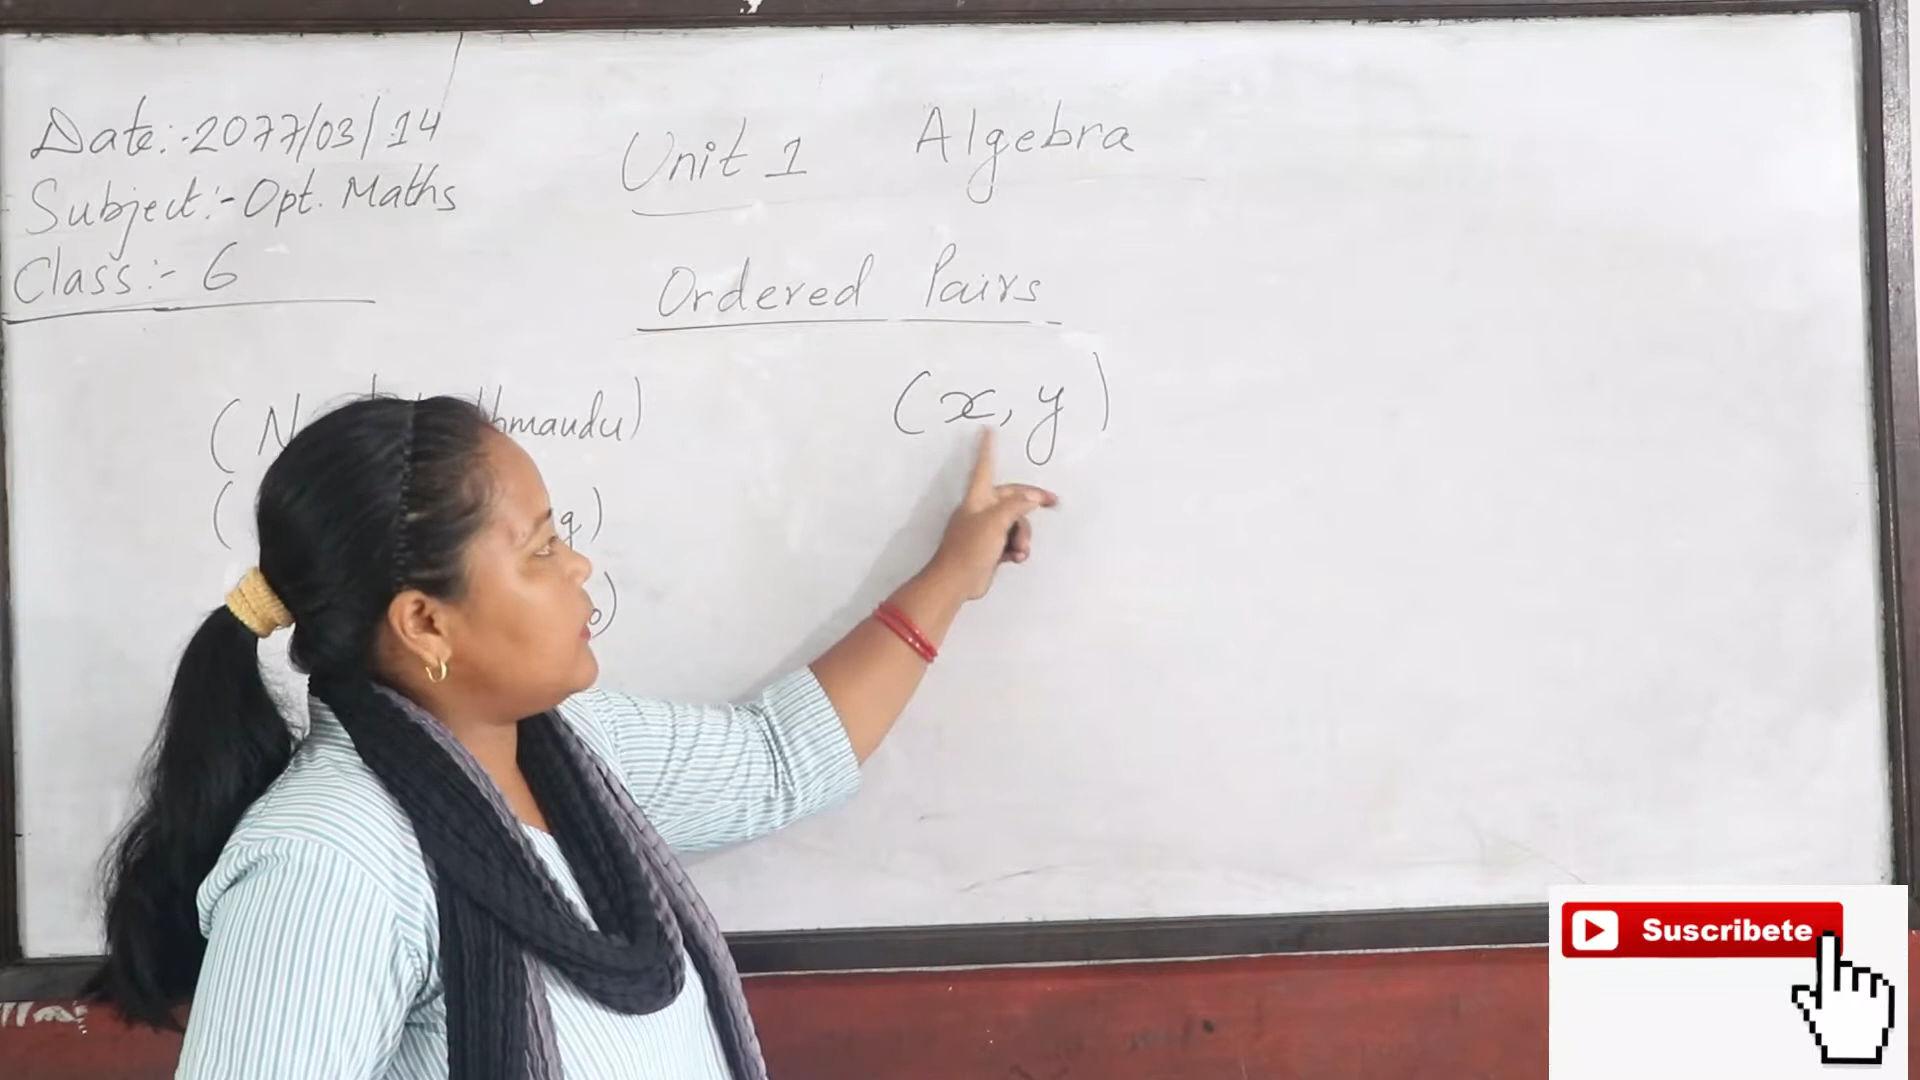 Date:-2077/03/14
Subject:-Opt. Maths
Class:- 6
Unit 1 Algebra
Ordered Pairs
(x, y)
Suscribete